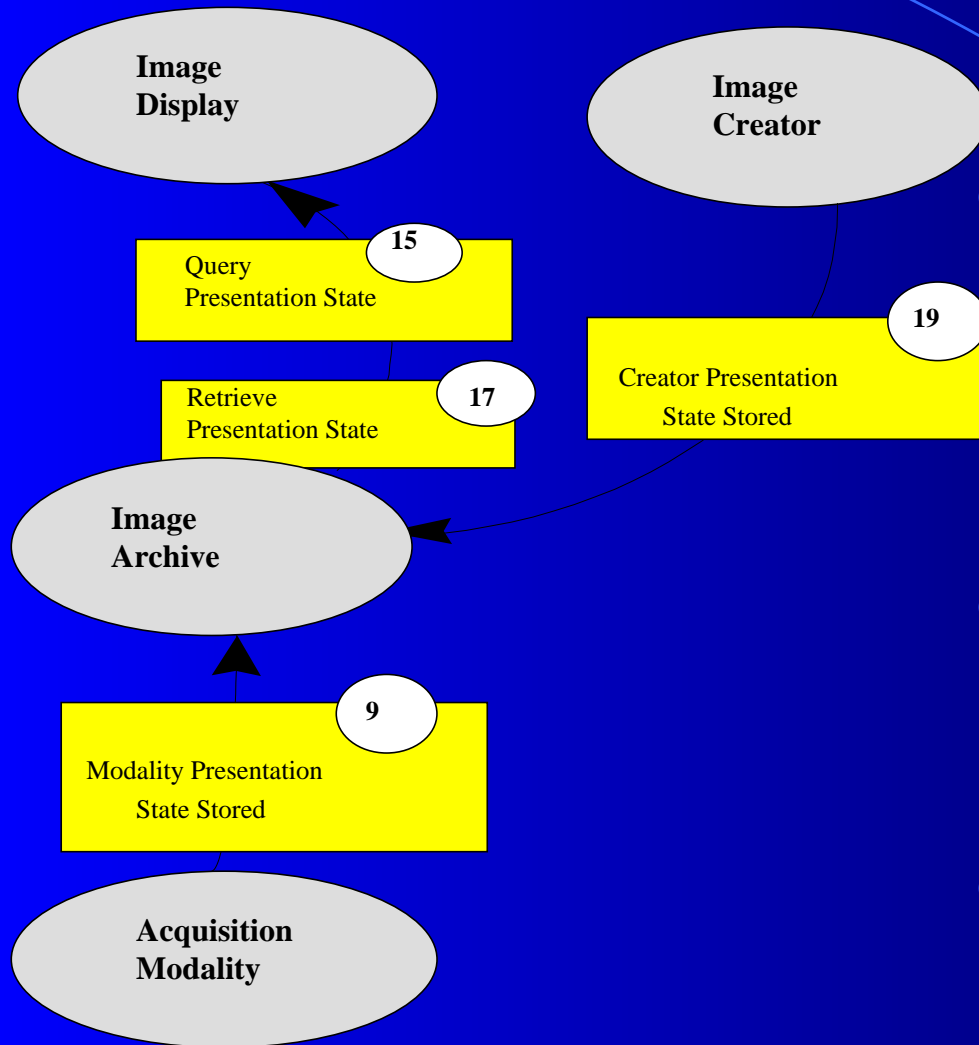 Image
Display
Image
Creator
15
Query
Presentation State
19
Creator Presentation
State Stored
17
Retrieve
Presentation State
Image
Archive
9
Modality Presentation
State Stored
Acquisition
Modality